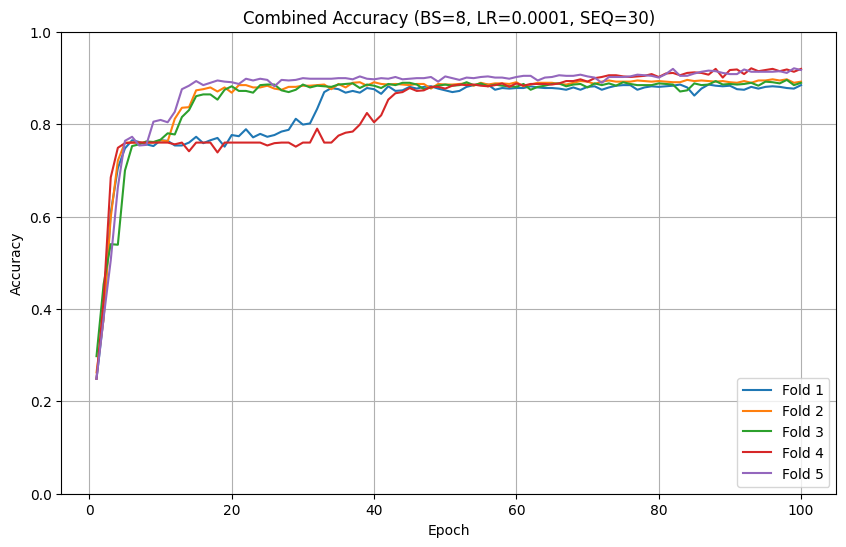 Combined Accuracy (BS=8, LR=0.0001, SEQ=30)
1.0
0.8
0.6
0.4
0.2
0.0
Accuracy
0 20 40 60 80 100
Epoch
Fold 1
Fold 2
Fold 3
Fold 4
Fold 5